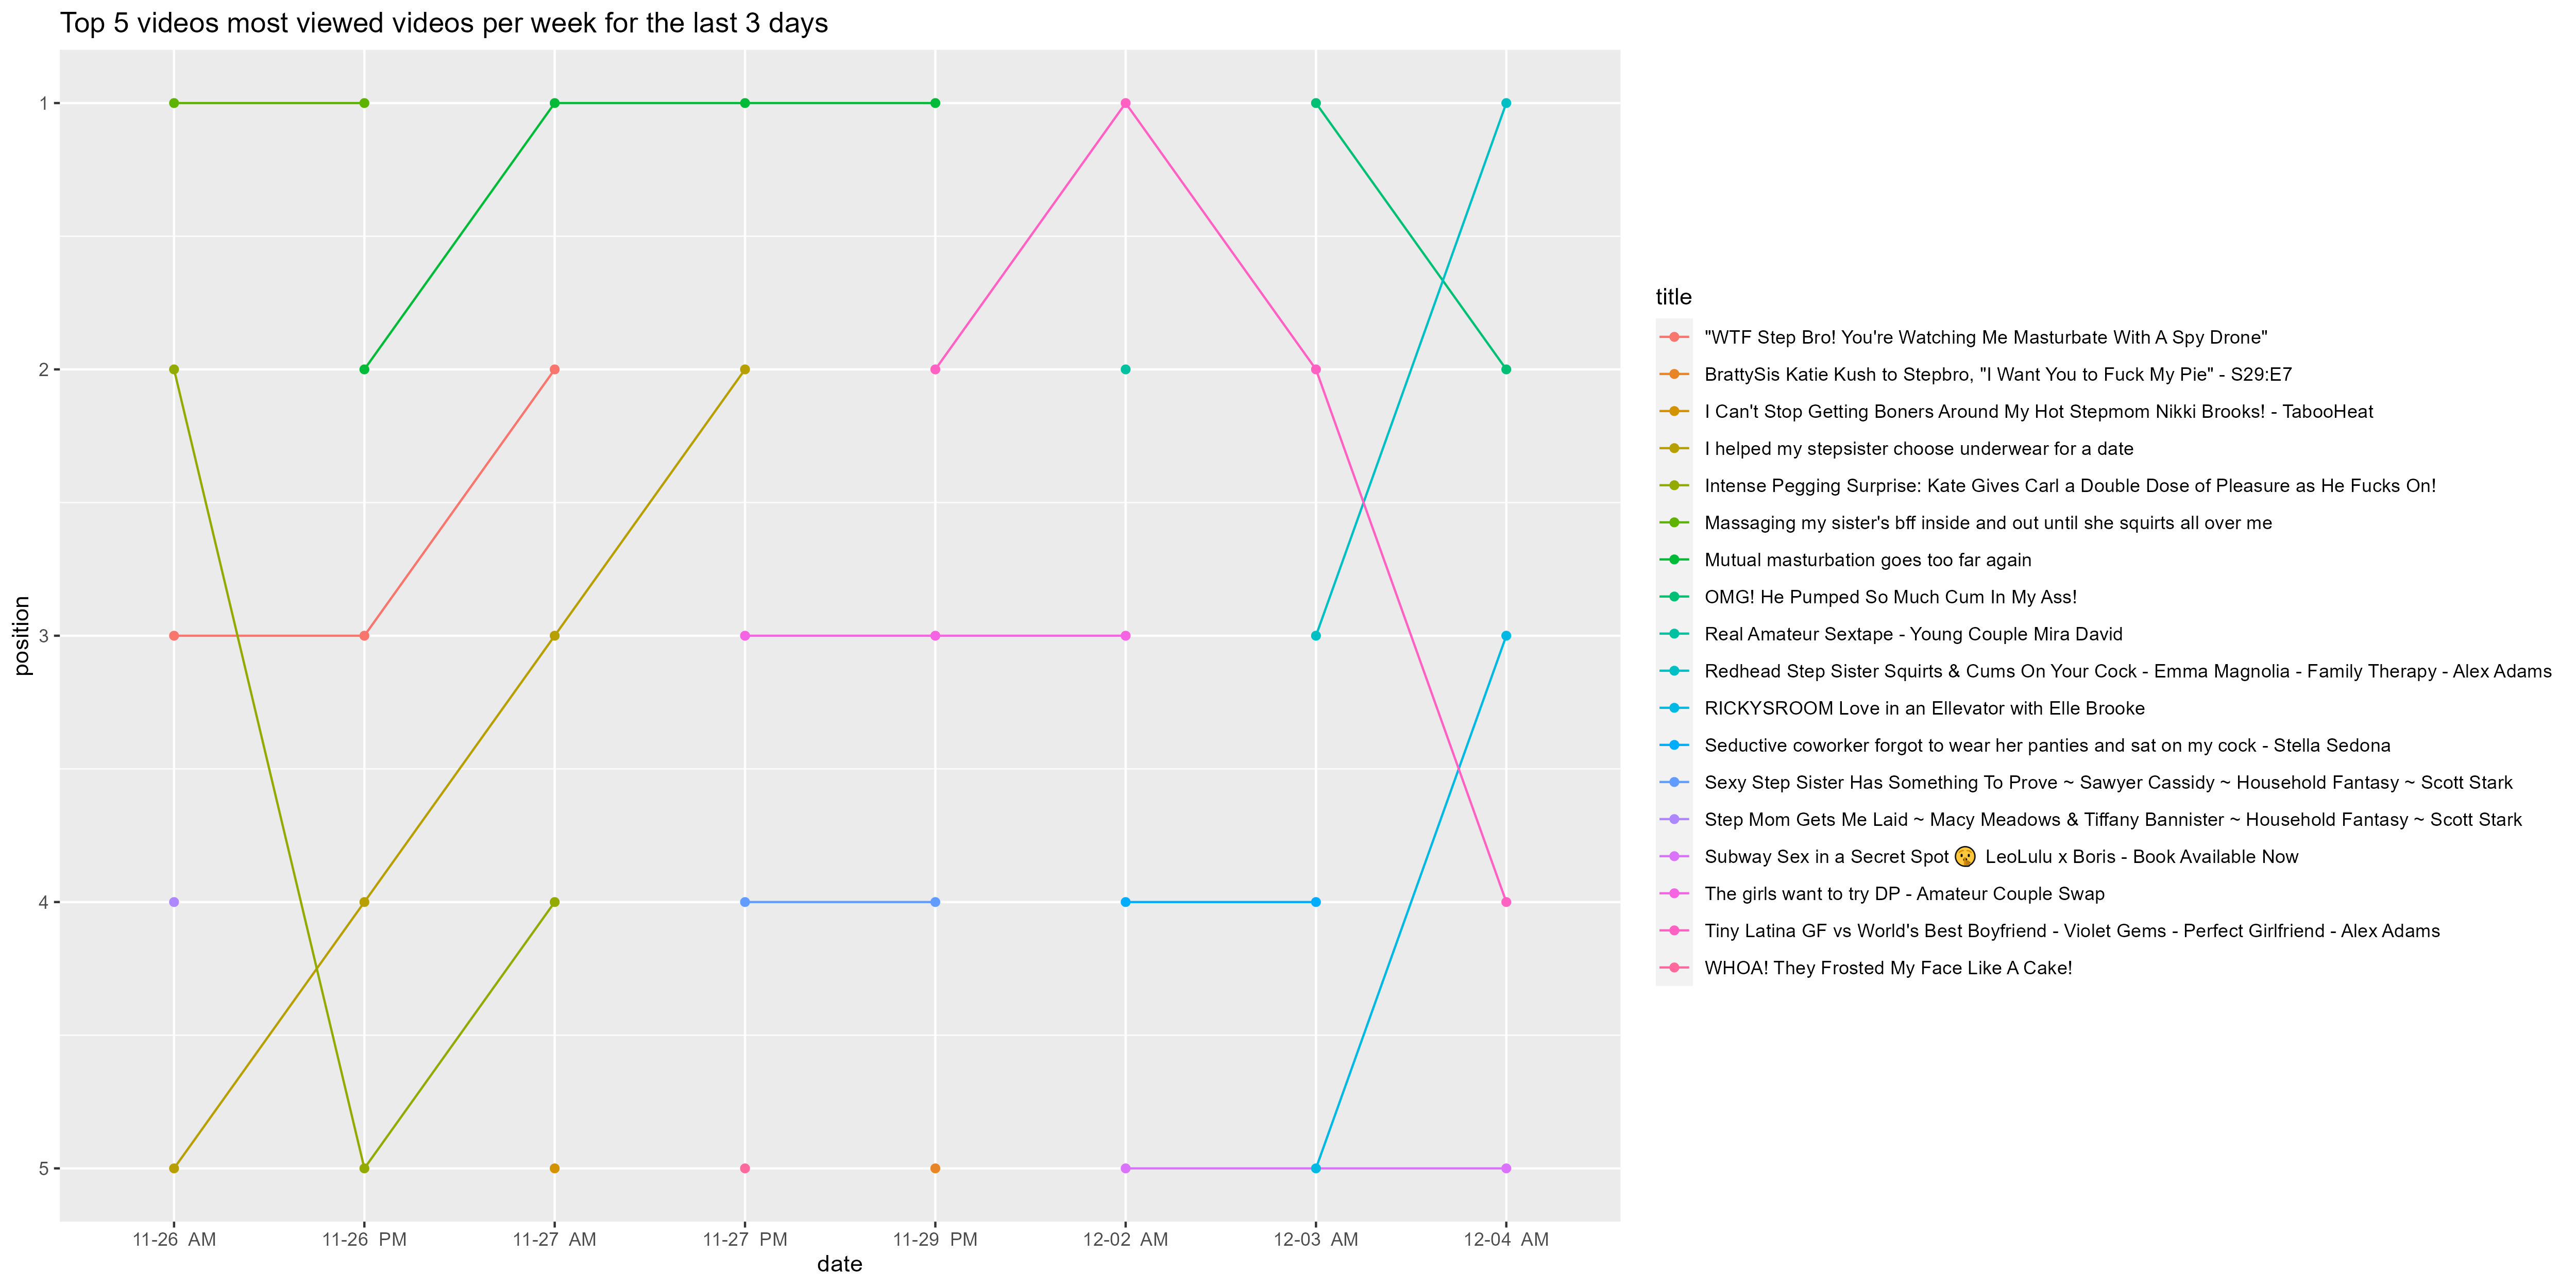 Top 5 videos most viewed videos per week for the last 3 days
position
1
2
3
4
5
11-26 AM
11-26 PM
11-27 AM
11-27 PM
11-29 PM
12-02 AM
12-03 AM
12-04 AM
date
title
"WTF Step Bro! You're Watching Me Masturbate With A Spy Drone"
BrattySis Katie Kush to Stepbro, "I Want You to Fuck My Pie" - S29:E7
I Can't Stop Getting Boners Around My Hot Stepmom Nikki Brooks! - TabooHeat
I helped my stepsister choose underwear for a date
Intense Pegging Surprise: Kate Gives Carl a Double Dose of Pleasure as He Fucks On!
Massaging my sister's bff inside and out until she squirts all over me
Mutual masturbation goes too far again
OMG! He Pumped So Much Cum In My Ass!
Real Amateur Sextape - Young Couple Mira David
Redhead Step Sister Squirts & Cums On Your Cock - Emma Magnolia - Family Therapy - Alex Adams
RICKYSROOM Love in an Ellevator with Elle Brooke
Seductive coworker forgot to wear her panties and sat on my cock - Stella Sedona
Sexy Step Sister Has Something To Prove ~ Sawyer Cassidy ~ Household Fantasy ~ Scott Stark
Step Mom Gets Me Laid ~ Macy Meadows & Tiffany Bannister ~ Household Fantasy ~ Scott Stark
Subway Sex in a Secret Spot 🤫 LeoLulu x Boris - Book Available Now
The girls want to try DP - Amateur Couple Swap
Tiny Latina GF vs World's Best Boyfriend - Violet Gems - Perfect Girlfriend - Alex Adams
WHOA! They Frosted My Face Like A Cake!